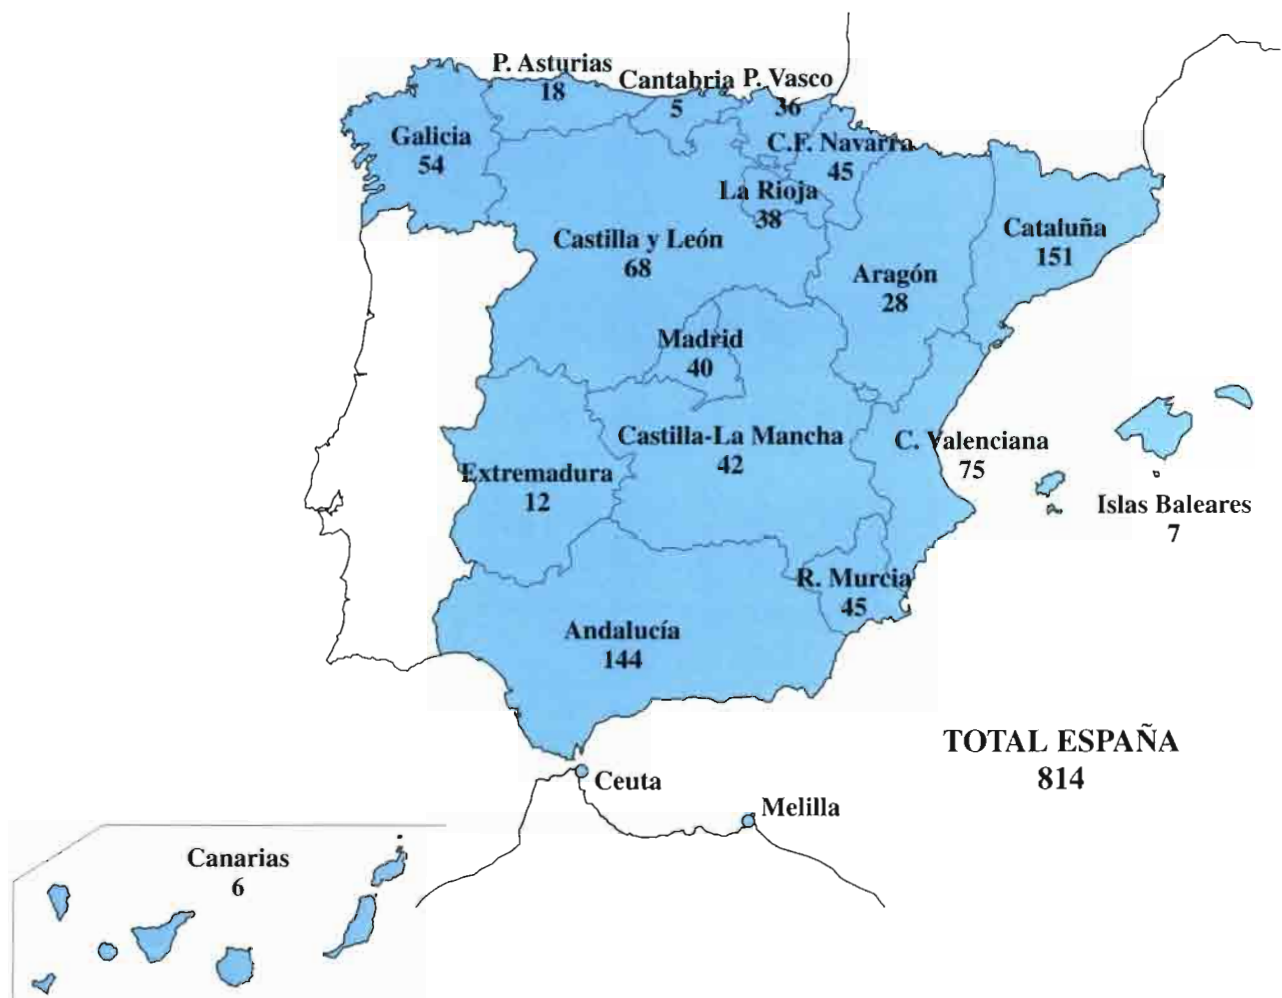 P. Asturias
18
Cantabria
5
P. Vasco
36
Galicia
54
C.F. Navarra
45
La Rioja
38
Cataluña
151
Castilla y León
68
Aragón
28
Madrid
40
Castilla-La Mancha
42
C. Valenciana
75
Extremadura
12
Islas Baleares
7
R. Murcia
45
Andalucía
144
TOTAL ESPAÑA
814
Ceuta
Melilla
Canarias
6